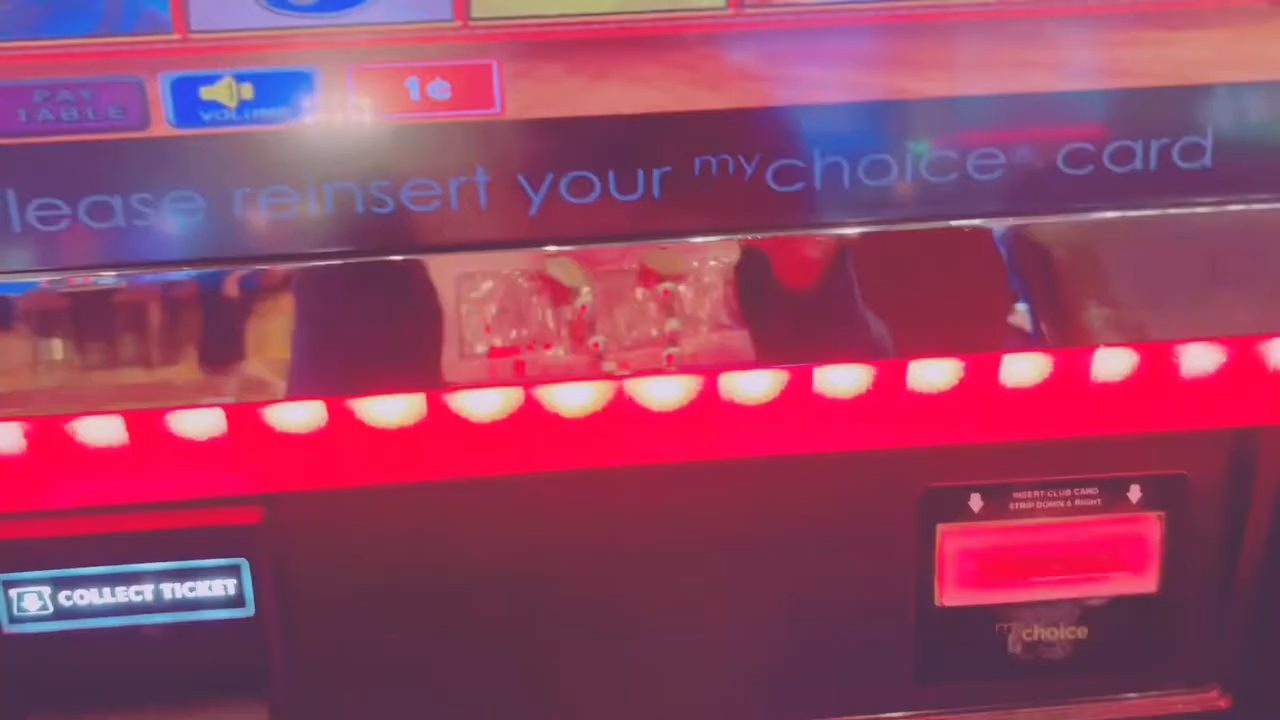 PAY
TABLE
VOLUME
1¢
lease reinsert your mychoice® card
INSERT CLUB CARD
STRIP DOWN & RIGHT
COLLECT TICKET
mychoice